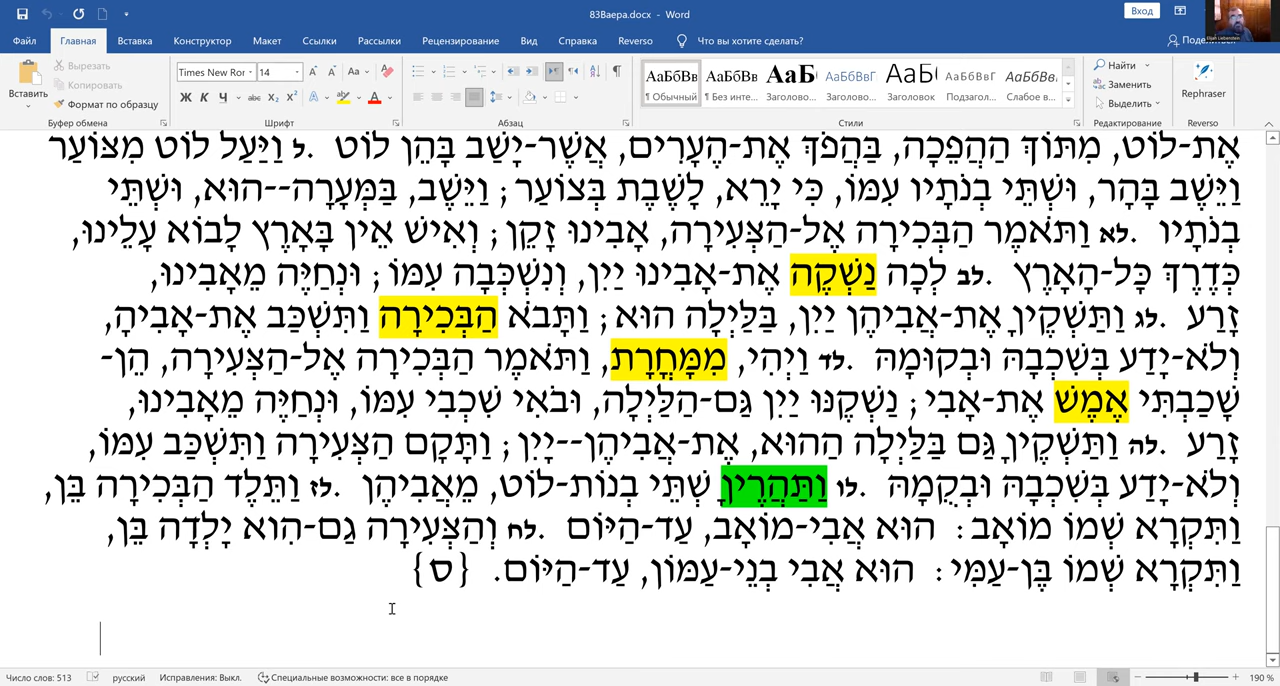 83Ваера.docx - Word
Вход
Файл Главная Вставка Конструктор Макет Ссылки Рассылки Рецензирование Вид Справка Reverso Что вы хотите сделать?
Вставить
Вырезать
Копировать
Формат по образцу
Буфер обмена
Times New Ror 14
Шрифт
Абзац
АаБбВв АаБбВв АаБ АаБбВвГ АаБ АаБбВвГ АаБбВв
¶ Обычный ¶ Без инте... Заголово... Заголово... Заголовок Подзагол... Слабое в...
Стили
Найти
Заменить
Выделить
Редактирование
Rephraser
Reverso
אֶת-לוֹט, מִתּוֹךְ הַהֲפֵכָה, בַּהֲפֹךְ אֶת-הֶעָרִים, אֲשֶׁר-יָשַׁב בָּהֵן לוֹט. ל וַיַּעַל לוֹט מִצּוֹעַר
וַיֵּשֶׁב בָּהָר, וּשְׁתֵּי בְנֹתָיו עִמּוֹ, כִּי יָרֵא, לָשֶׁבֶת בְּצוֹעַר; וַיֵּשֶׁב, בַּמְּעָרָה--הוּא, וּשְׁתֵּי
בְנֹתָיו. לא וַתֹּאמֶר הַבְּכִירָה אֶל-הַצְּעִירָה, אָבִינוּ זָקֵן; וְאִישׁ אֵין בָּאָרֶץ לָבוֹא עָלֵינוּ,
כְּדֶרֶךְ כָּל-הָאָרֶץ. לב לְכָה נַשְׁקֶה אֶת-אָבִינוּ יַיִן, וְנִשְׁכְּבָה עִמּוֹ; וּנְחַיֶּה מֵאָבִינוּ,
זָרַע. לג וַתַּשְׁקֶיןָ אֶת-אֲבִיהֶן יַיִן, בַּלַּיְלָה הוּא; וַתָּבֹא הַבְּכִירָה וַתִּשְׁכַּב אֶת-אָבִיהָ,
וְלֹא-יָדַע בְּשִׁכְבָהּ וּבְקוּמָהּ. לד וַיְהִי, מִמָּחֳרָת, וַתֹּאמֶר הַבְּכִירָה אֶל-הַצְּעִירָה, הֵן-
שָׁכַבְתִּי אֶמֶשׁ אֶת-אָבִי; נַשְׁקֶנּוּ יַיִן גַּם-הַלַּיְלָה, וּבֹאִי שִׁכְבִי עִמּוֹ, וּנְחַיֶּה מֵאָבִינוּ,
זָרַע. לה וַתַּשְׁקֶיןָ גַּם בַּלַּיְלָה הַהוּא, אֶת-אֲבִיהֶן--יָיִן; וַתָּקָם הַצְּעִירָה וַתִּשְׁכַּב עִמּוֹ,
וְלֹא-יָדַע בְּשִׁכְבָהּ וּבְקֻמָהּ. לו וַתַּהֲרֶיןָ שְׁתֵּי בְנוֹת-לוֹט, מֵאֲבִיהֶן. לז וַתֵּלֶד הַבְּכִירָה בֵּן,
וַתִּקְרָא שְׁמוֹ מוֹאָב: הוּא אֲבִי-מוֹאָב, עַד-הַיּוֹם. לח וְהַצְּעִירָה גַם-הִוא יָלְדָה בֵּן,
וַתִּקְרָא שְׁמוֹ בֶּן-עַמִּי: הוּא אֲבִי בְנֵי-עַמּוֹן, עַד-הַיּוֹם. {ס}
Число слов: 513 русский Исправления: Выкл. Специальные возможности: все в порядке 190 %